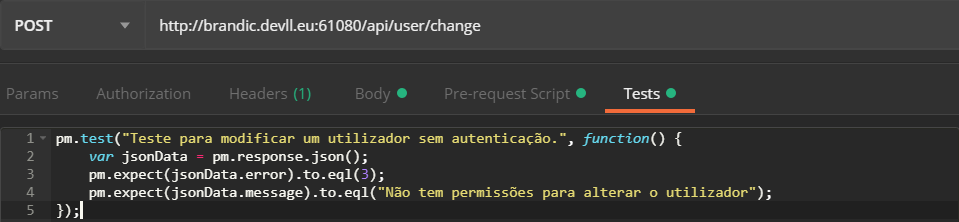 POST http://brandic.devll.eu:61080/api/user/change
Params Authorization Headers (1) Body Pre-request Script Tests
1 pm.test("Teste para modificar um utilizador sem autenticação.", function() {
2 var jsonData = pm.response.json();
3 pm.expect(jsonData.error).to.eql(3);
4 pm.expect(jsonData.message).to.eql("Não tem permissões para alterar o utilizador");
5 });